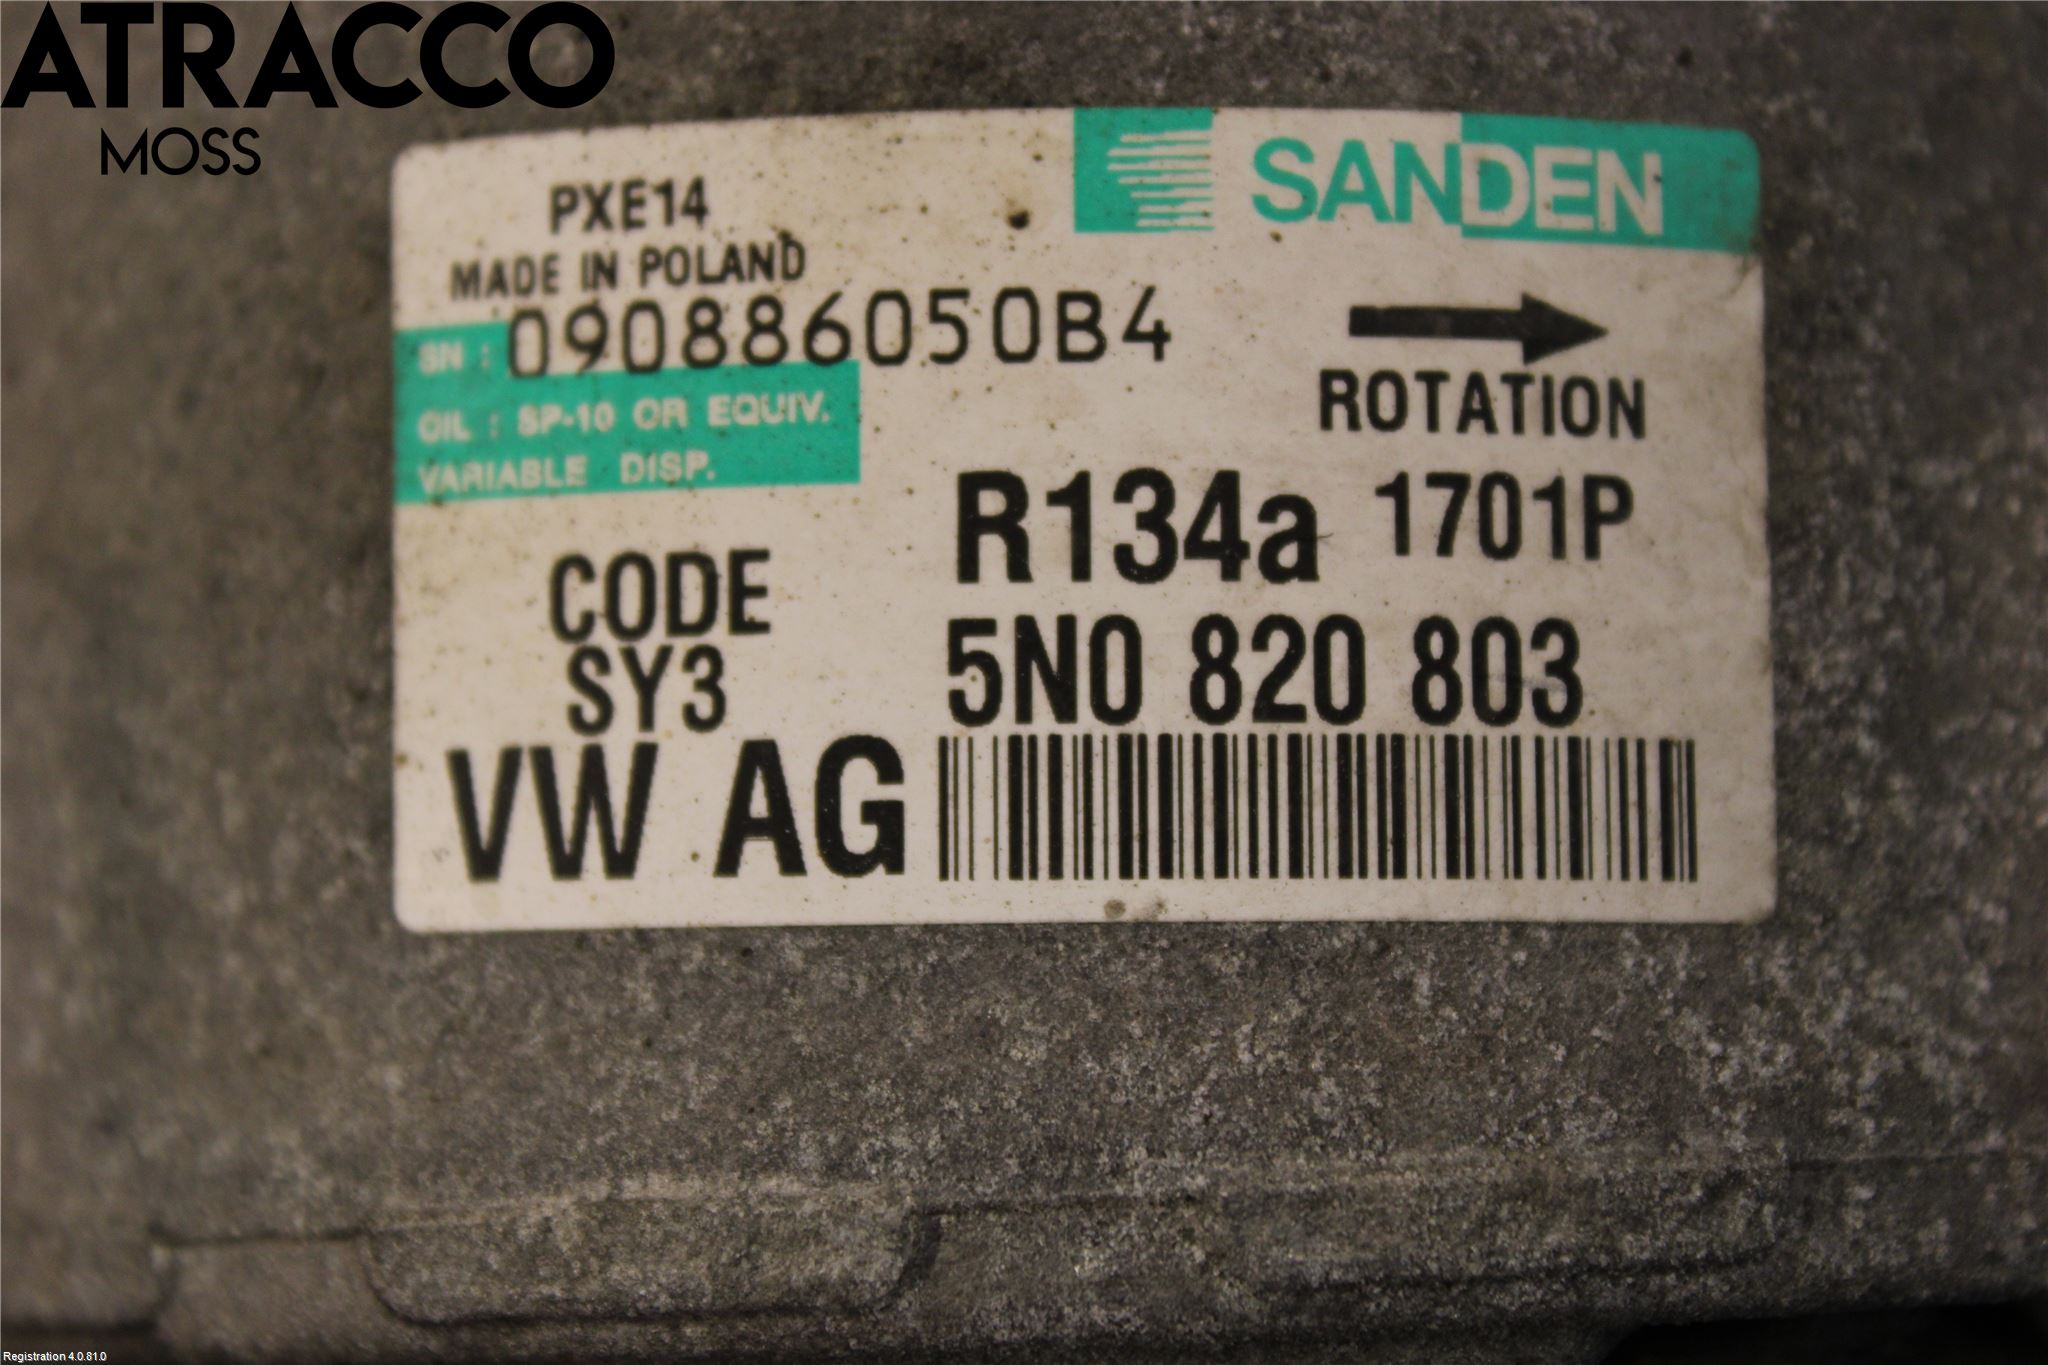 ATRACCO
MOSS
SANDEN
PXE14
MADE IN POLAND
SN : 090886050B4
ROTATION
OIL : SP-10 OR EQUIV.
VARIABLE DISP.
R134a 1701P
CODE
SY3
5N0 820 803
VW AG
Registration 4.0.81.0